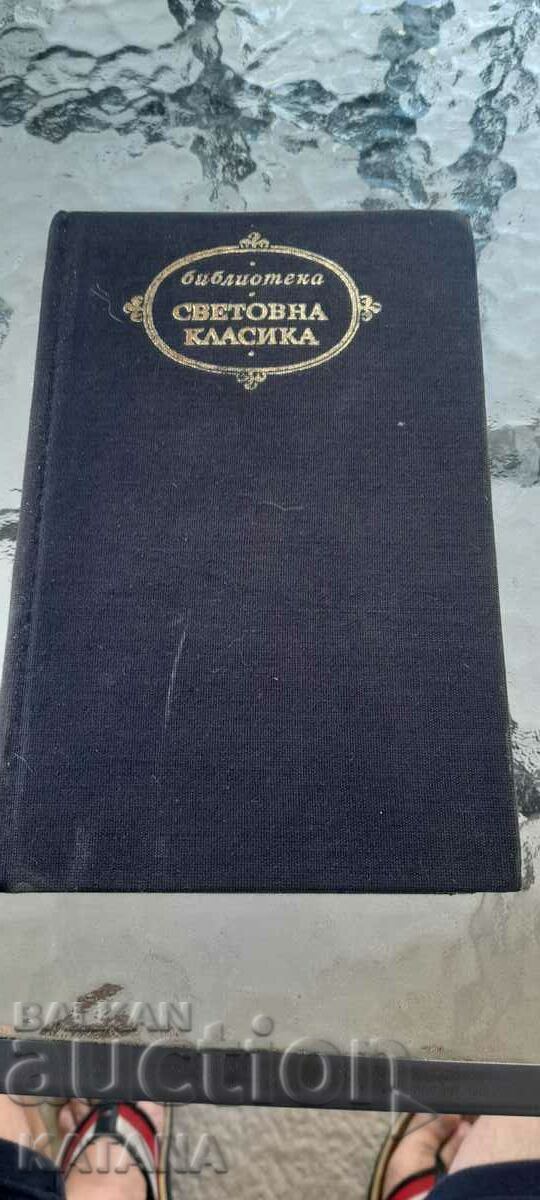 библиотека
СВЕТОВНА
КЛАСИКА
BALKAN
auction
KATANA